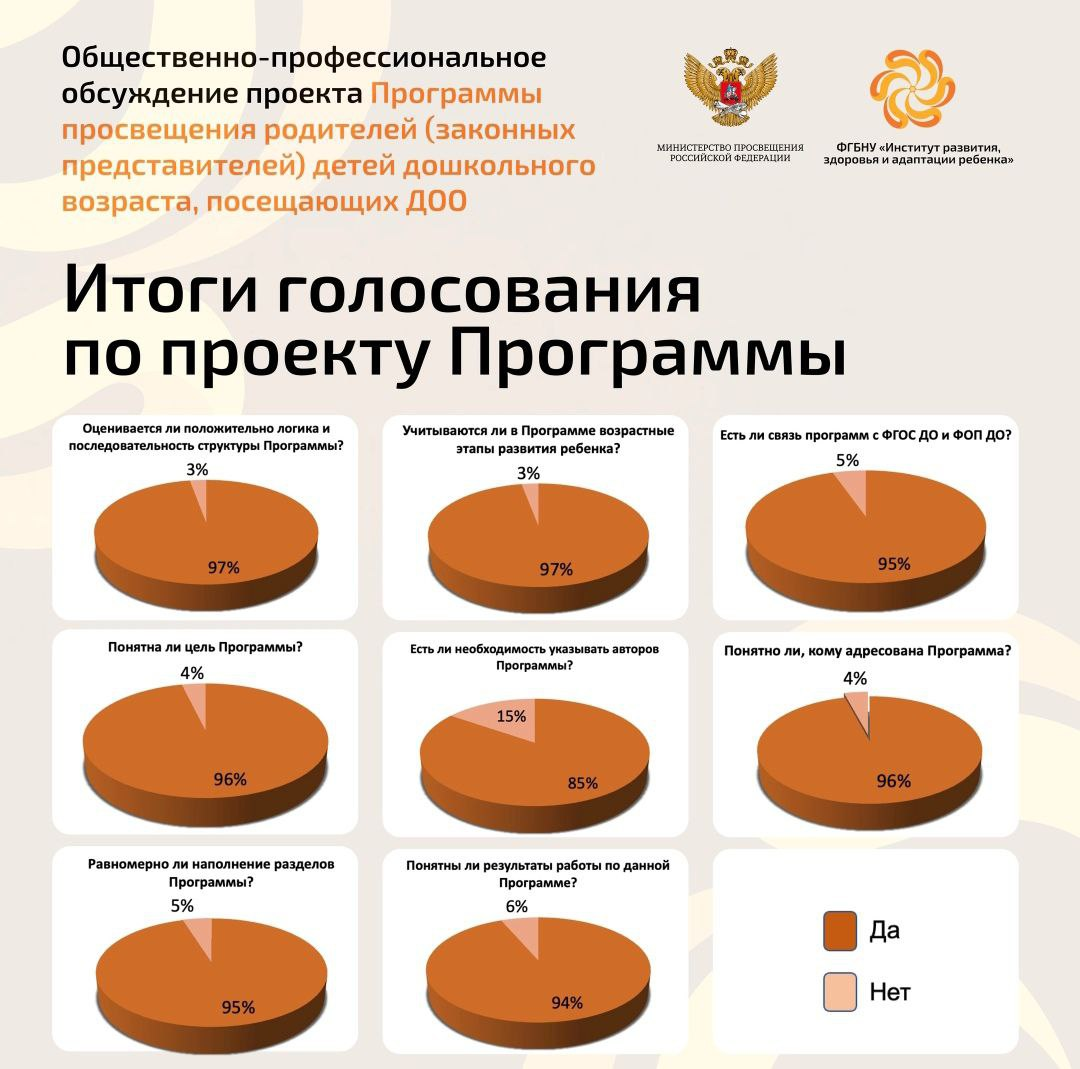 Общественно-профессиональное
обсуждение проекта Программы
просвещения родителей (законных
представителей) детей дошкольного
возраста, посещающих ДОО
МИНИСТЕРСТВО ПРОСВЕЩЕНИЯ
РОССИЙСКОЙ ФЕДЕРАЦИИ
ФГБНУ «Институт развития,
здоровья и адаптации ребенка»
Итоги голосования
по проекту Программы
Оценивается ли положительно логика и
последовательность структуры Программы?
3%
97%
Учитываются ли в Программе возрастные
этапы развития ребенка?
3%
97%
Есть ли связь программ с ФГОС ДО и ФОП ДО?
5%
95%
Понятна ли цель Программы?
4%
96%
Есть ли необходимость указывать авторов
Программы?
15%
85%
Понятно ли, кому адресована Программа?
4%
96%
Равномерно ли наполнение разделов
Программы?
5%
95%
Понятны ли результаты работы по данной
Программе?
6%
94%
Да
Нет